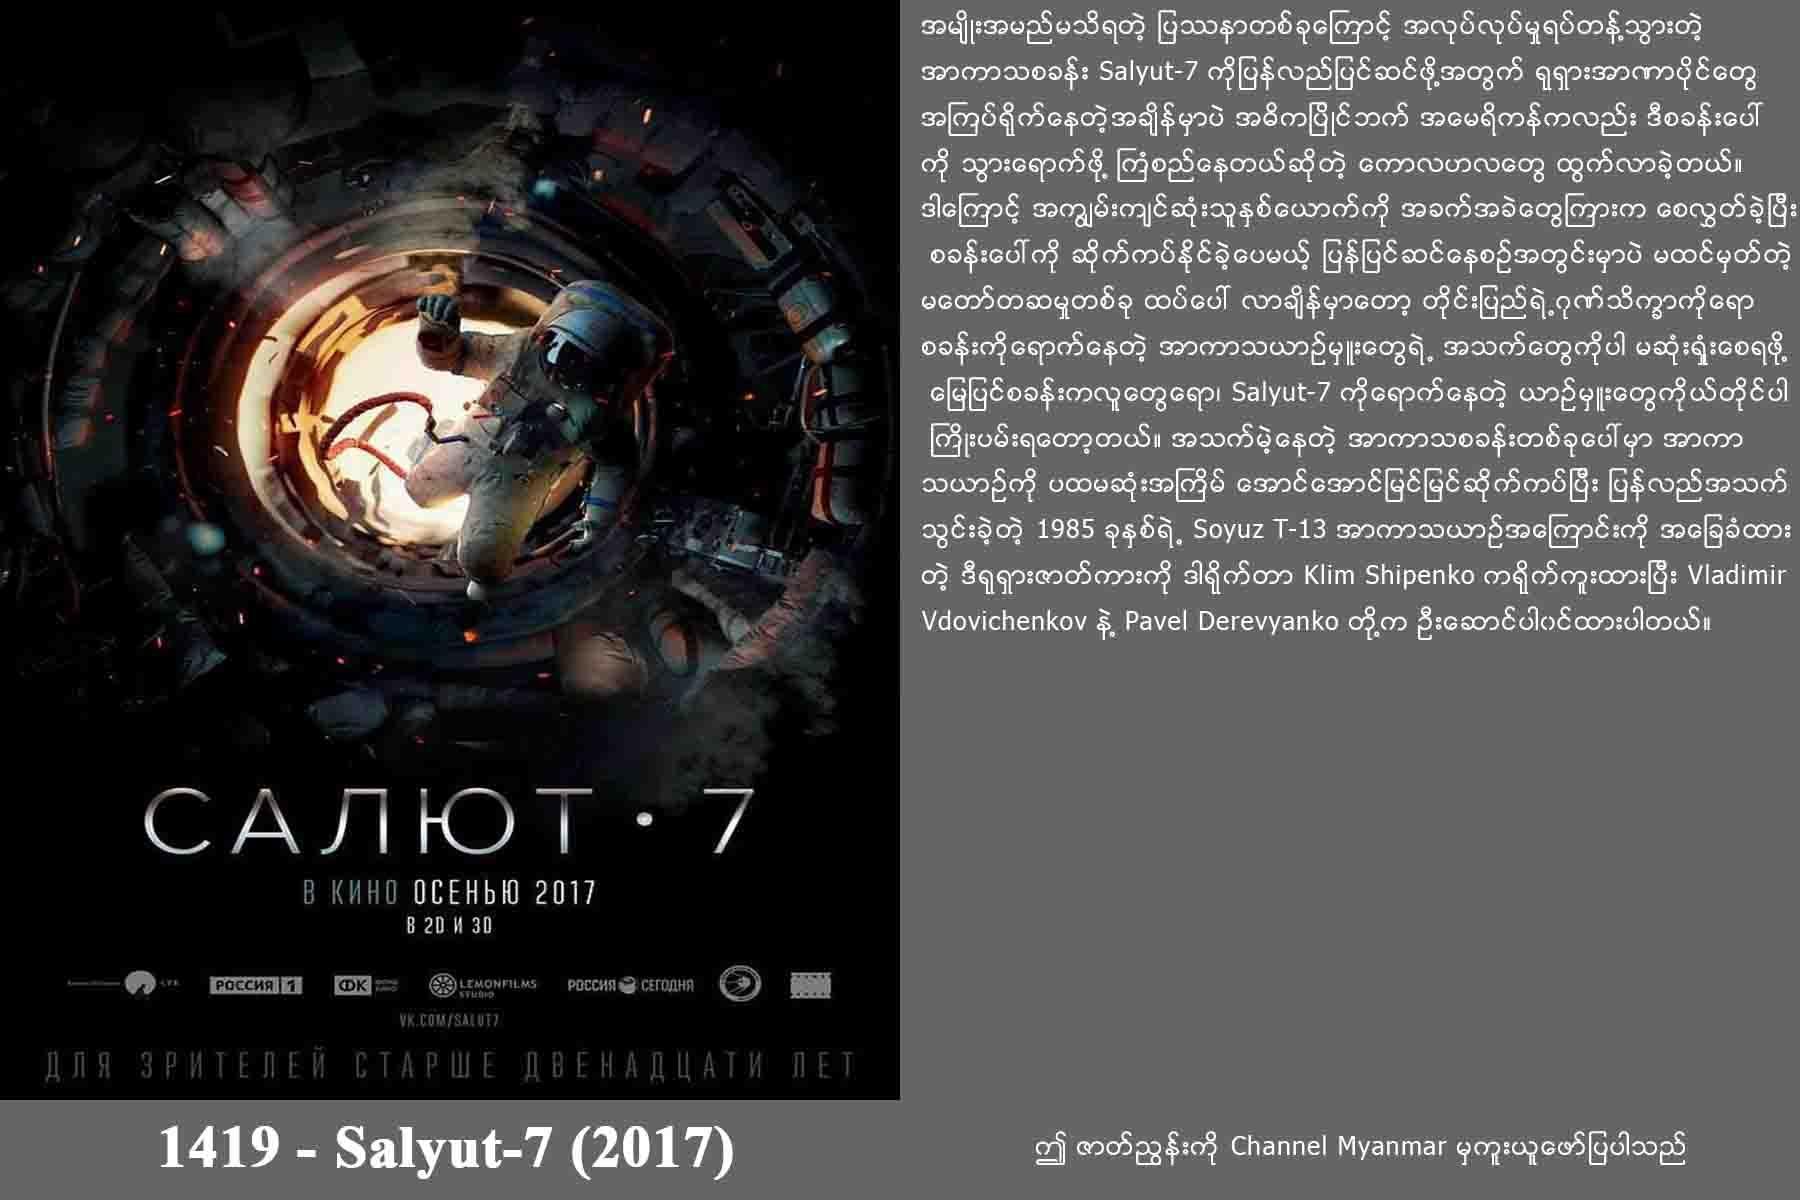 САЛЮТ · 7
В КИНО ОСЕНЬЮ 2017
В 2D И 3D
РОССИЯ 1
ФК
LEMONFILMS
STUDIO
РОССИЯ СЕГОДНЯ
VK.COM/SALUT7
ДЛЯ ЗРИТЕЛЕЙ СТАРШЕ ДВЕНАДЦАТИ ЛЕТ
1419 - Salyut-7 (2017)
အမျိုးအမည်မသိရတဲ့ ပြဿနာတစ်ခုကြောင့် အလုပ်လုပ်မှုရပ်တန့်သွားတဲ့
အာကာသစခန်း Salyut-7 ကိုပြန်လည်ပြင်ဆင်ဖို့အတွက် ရုရှားအာဏာပိုင်တွေ
အကြပ်ရိုက်နေတဲ့အချိန်မှာပဲ အဓိကပြိုင်ဘက် အမေရိကန်ကလည်း ဒီစခန်းပေါ်
ကို သွားရောက်ဖို့ ကြံစည်နေတယ်ဆိုတဲ့ ကောလဟလတွေ ထွက်လာခဲ့တယ်။
ဒါကြောင့် အကျွမ်းကျင်ဆုံးသူနှစ်ယောက်ကို အခက်အခဲတွေကြားက စေလွှတ်ခဲ့ပြီး
စခန်းပေါ်ကို ဆိုက်ကပ်နိုင်ခဲ့ပေမယ့် ပြန်ပြင်ဆင်နေစဉ်အတွင်းမှာပဲ မထင်မှတ်တဲ့
မတော်တဆမှုတစ်ခု ထပ်ပေါ် လာချိန်မှာတော့ တိုင်းပြည်ရဲ့ဂုဏ်သိက္ခာကိုရော
စခန်းကိုရောက်နေတဲ့ အာကာသယာဉ်မှူးတွေရဲ့ အသက်တွေကိုပါ မဆုံးရှုံးစေရဖို့
မြေပြင်စခန်းကလူတွေရော၊ Salyut-7 ကိုရောက်နေတဲ့ ယာဉ်မှူးတွေကိုယ်တိုင်ပါ
ကြိုးပမ်းရတော့တယ်။ အသက်မဲ့နေတဲ့ အာကာသစခန်းတစ်ခုပေါ်မှာ အာကာ
သယာဉ်ကို ပထမဆုံးအကြိမ် အောင်အောင်မြင်မြင်ဆိုက်ကပ်ပြီး ပြန်လည်အသက်
သွင်းခဲ့တဲ့ 1985 ခုနှစ်ရဲ့ Soyuz T-13 အာကာသယာဉ်အကြောင်းကို အခြေခံထား
တဲ့ ဒီရုရှားဇာတ်ကားကို ဒါရိုက်တာ Klim Shipenko ကရိုက်ကူးထားပြီး Vladimir
Vdovichenkov နဲ့ Pavel Derevyanko တို့က ဦးဆောင်ပါဝင်ထားပါတယ်။
ဤ ဇာတ်ညွှန်းကို Channel Myanmar မှကူးယူဖော်ပြပါသည်